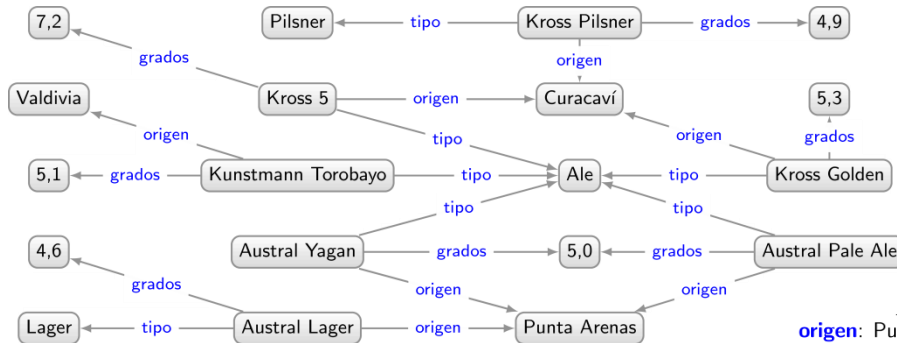 7,2
Pilsner
tipo
Kross Pilsner
grados
4,9
grados
origen
Valdivia
Kross 5
origen
Curacaví
5,3
origen
tipo
origen
grados
5,1
grados
Kunstmann Torobayo
tipo
Ale
tipo
Kross Golden
tipo
tipo
4,6
Austral Yagan
grados
5,0
grados
Austral Pale Ale
grados
origen
origen
Lager
tipo
Austral Lager
origen
Punta Arenas
origen: Pu